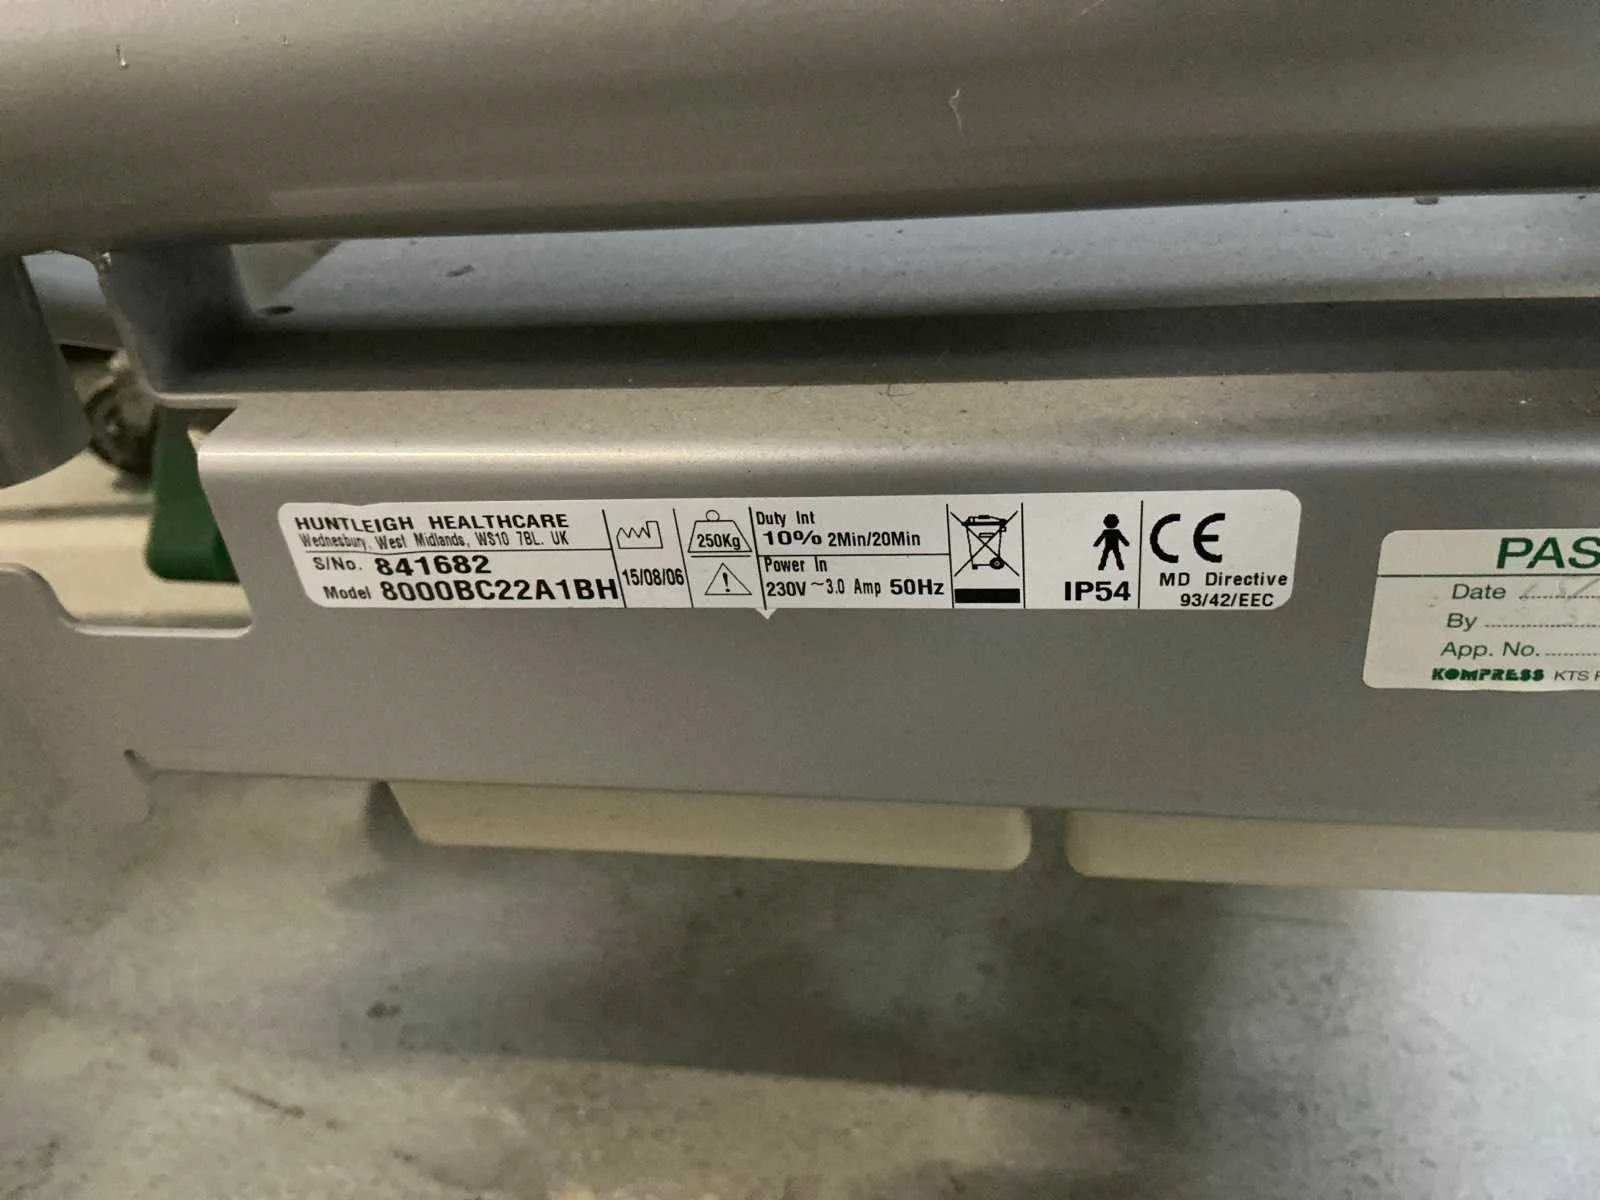 HUNTLEIGH HEALTHCARE
Wednesbury, West Midlands, WS10 7BL. UK
S/No. 841682
Model 8000BC22A1BH
15/08/06
250Kg
Duty Int
10% 2Min/20Min
Power In
230V ~3.0 Amp 50Hz
IP54
CE
MD Directive
93/42/EEC
PAS
Date
By
App. No.
KOMPRESS KTS